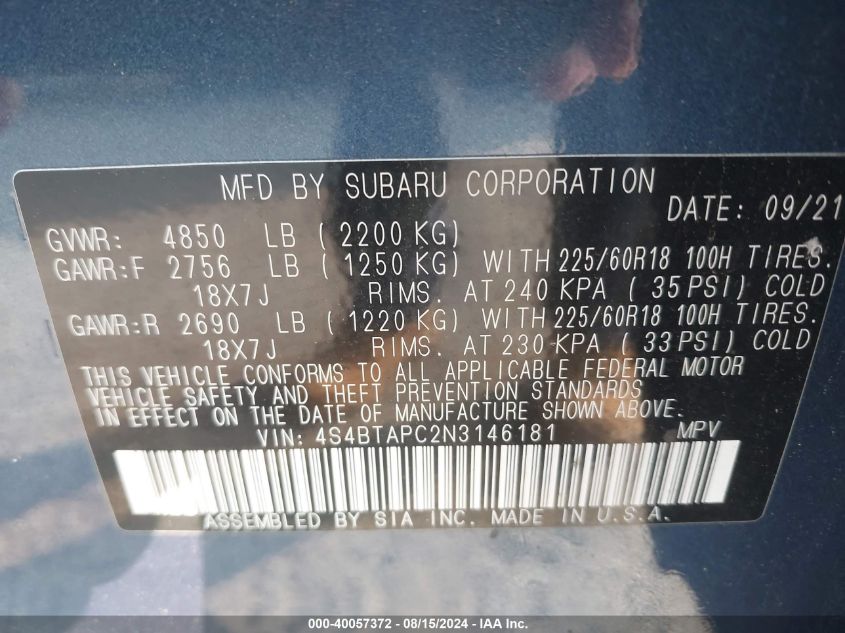 MFD BY SUBARU CORPORATION
DATE: 09/21
GVWR: 4850 LB ( 2200 KG)
GAWR:F 2756 LB ( 1250 KG) WITH 225/60R18 100H TIRES.
18X7J RIMS. AT 240 KPA ( 35 PSI) COLD
GAWR:R 2690 LB ( 1220 KG) WITH 225/60R18 100H TIRES.
18X7J RIMS. AT 230 KPA ( 33 PSI) COLD
THIS VEHICLE CONFORMS TO ALL APPLICABLE FEDERAL MOTOR
VEHICLE SAFETY AND THEFT PREVENTION STANDARDS
IN EFFECT ON THE DATE OF MANUFACTURE SHOWN ABOVE.
VIN: 4S4BTAPC2N3146181 MPV
ASSEMBLED BY SIA INC. MADE IN U.S.A.
000-40057372 - 08/15/2024 - IAA Inc.